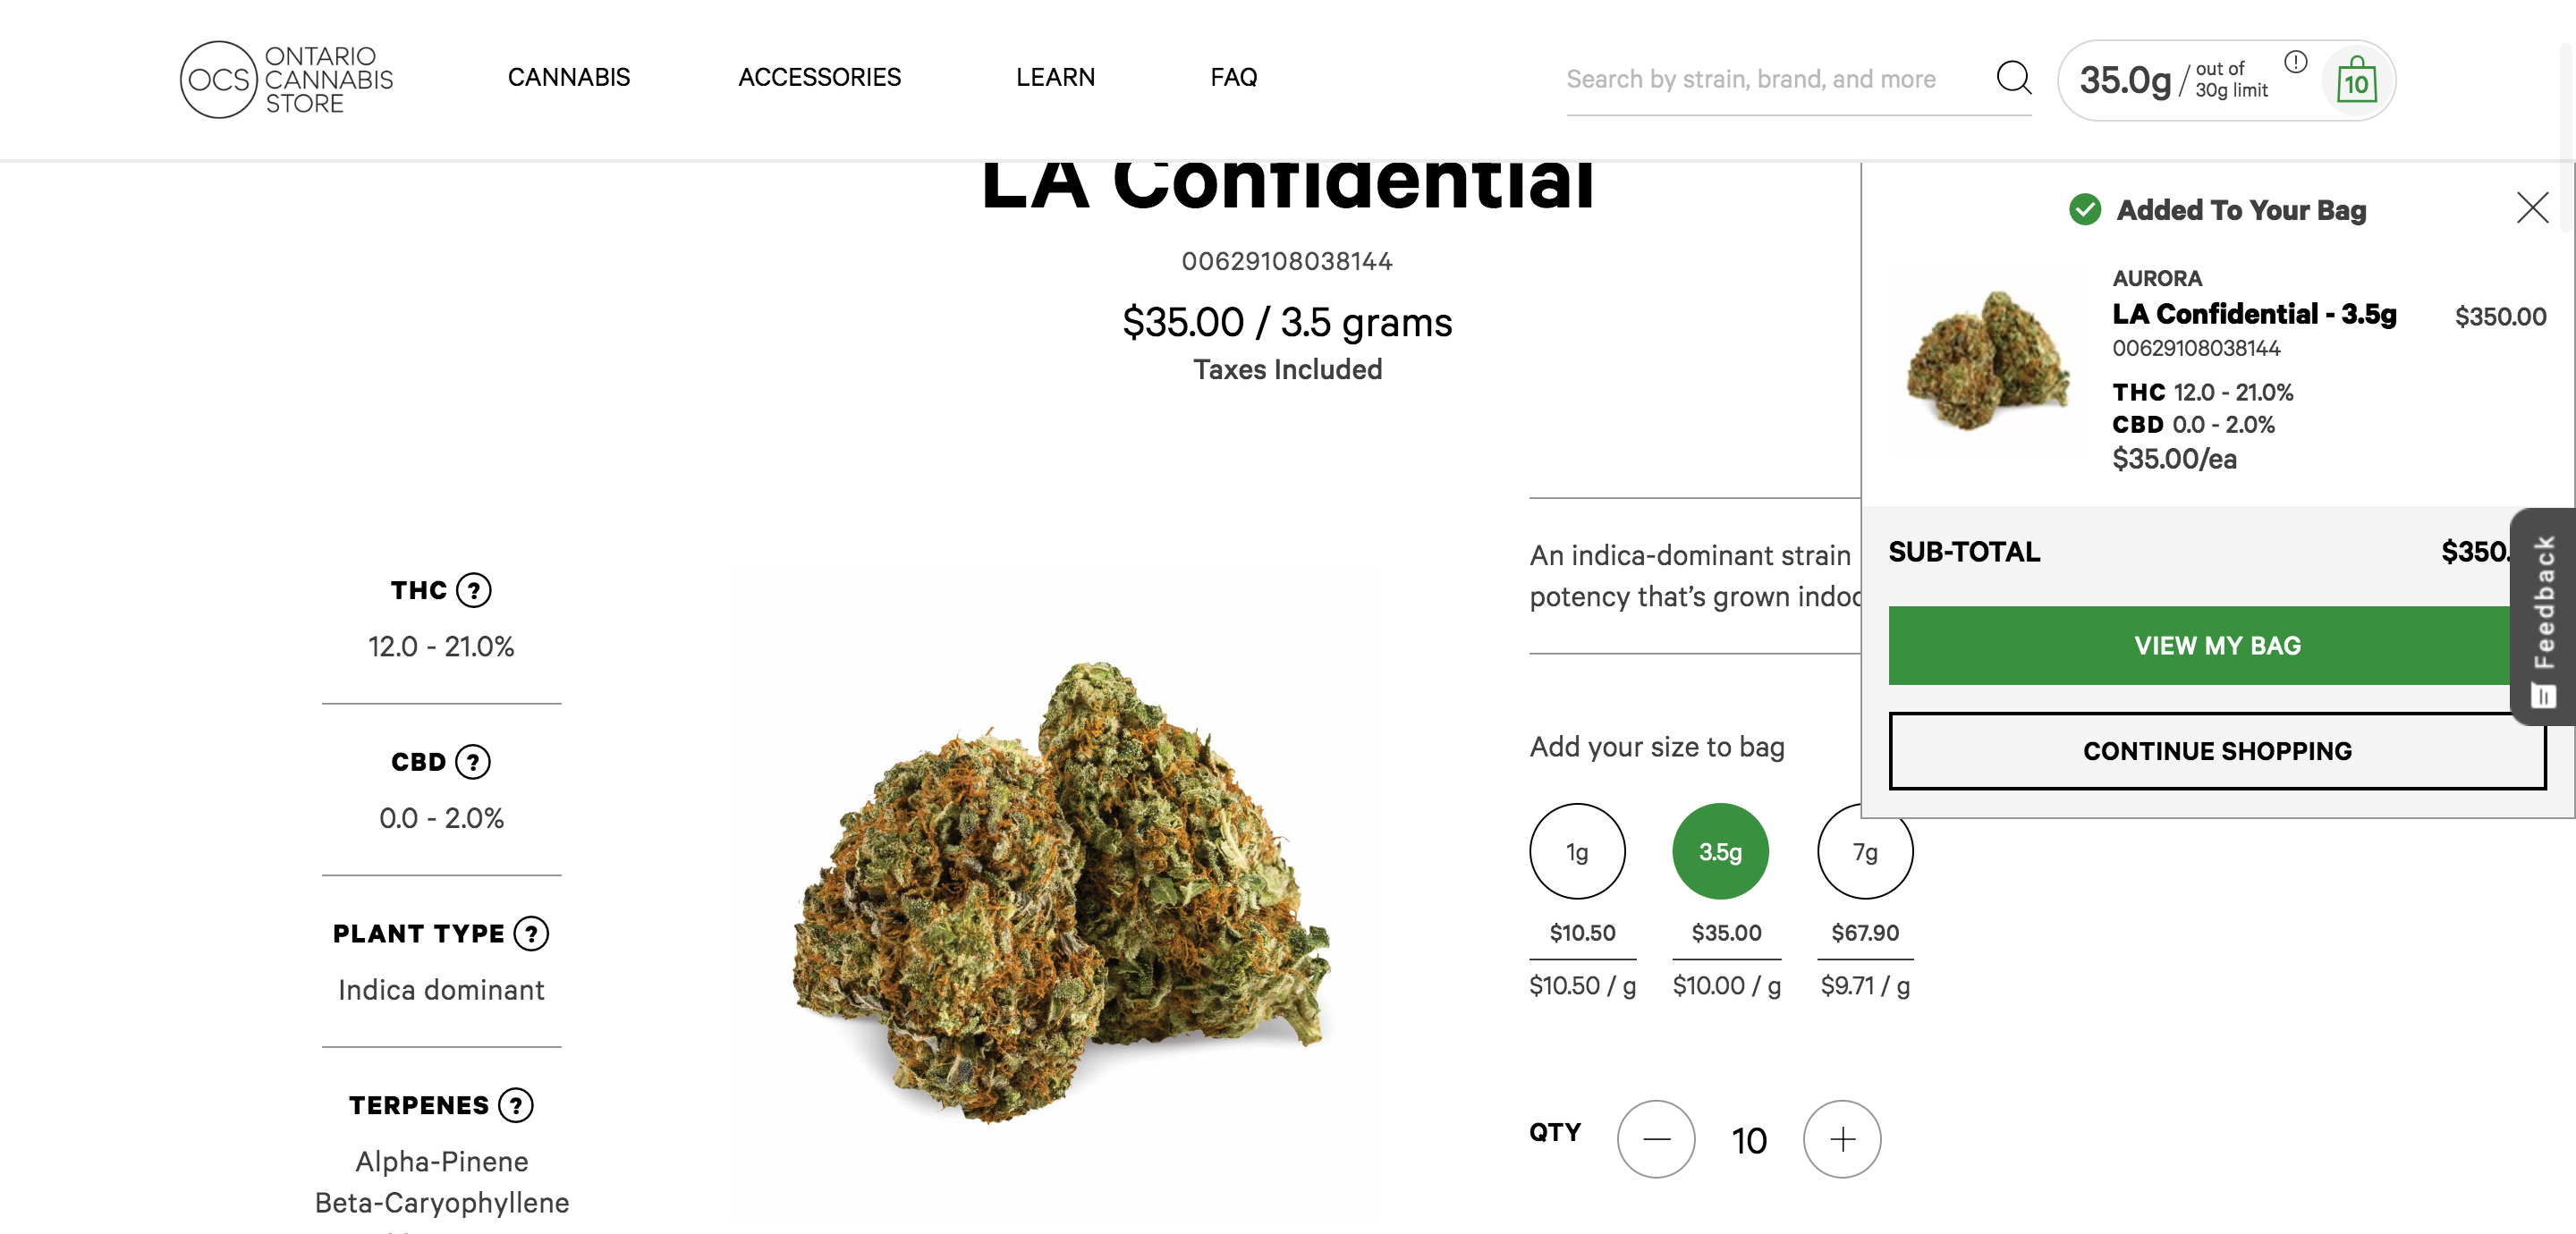 OCS
ONTARIO
CANNABIS
STORE
CANNABIS
ACCESSORIES
LEARN
FAQ
Search by strain, brand, and more
35.0g / out of
30g limit
10
LA Confidential
00629108038144
$35.00 / 3.5 grams
Taxes Included
THC ?
12.0 - 21.0%
CBD ?
0.0 - 2.0%
PLANT TYPE ?
Indica dominant
TERPENES ?
Alpha-Pinene
Beta-Caryophyllene
An indica-dominant strain
potency that’s grown
Add your size to bag
1g
3.5g
7g
$10.50
$35.00
$67.90
$10.50 / g
$10.00 / g
$9.71 / g
QTY
10
Added To Your Bag
AURORA
LA Confidential - 3.5g
$350.00
00629108038144
THC 12.0 - 21.0%
CBD 0.0 - 2.0%
$35.00/ea
SUB-TOTAL
$350.
VIEW MY BAG
CONTINUE SHOPPING
Feedback